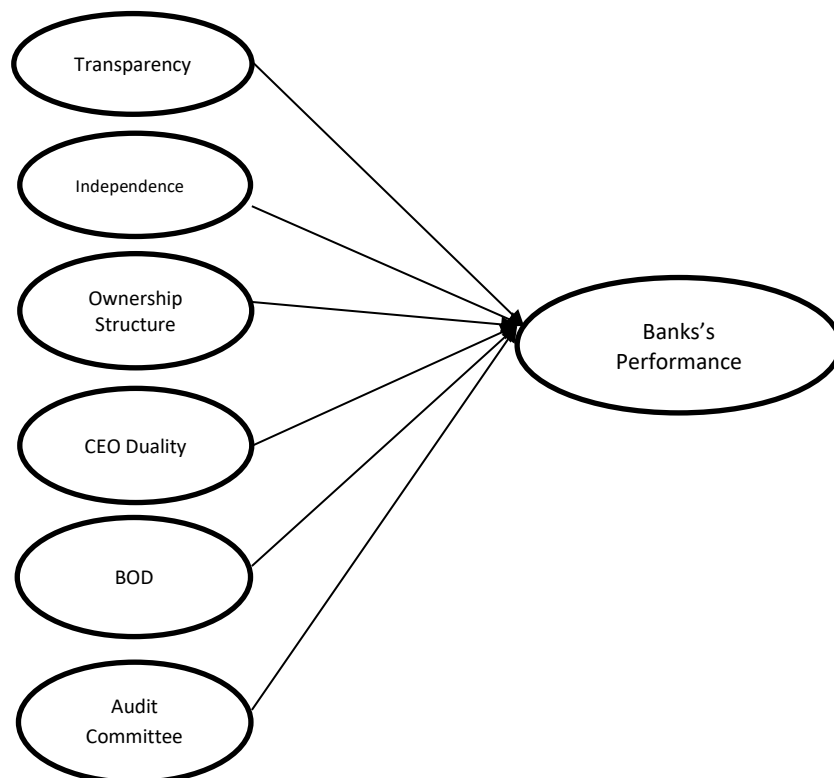 Transparency
Independence
Ownership
Structure
CEO Duality
BOD
Audit
Committee
Banks’s
Performance